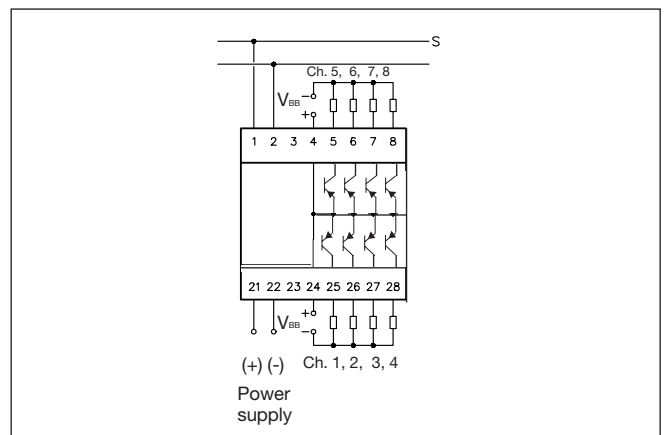 S
Ch. 5, 6, 7, 8
VBB −
+
1 2 3 4 5 6 7 8
21 22 23 24 25 26 27 28
+
VBB −
(+) (-) Ch. 1, 2, 3, 4
Power
supply